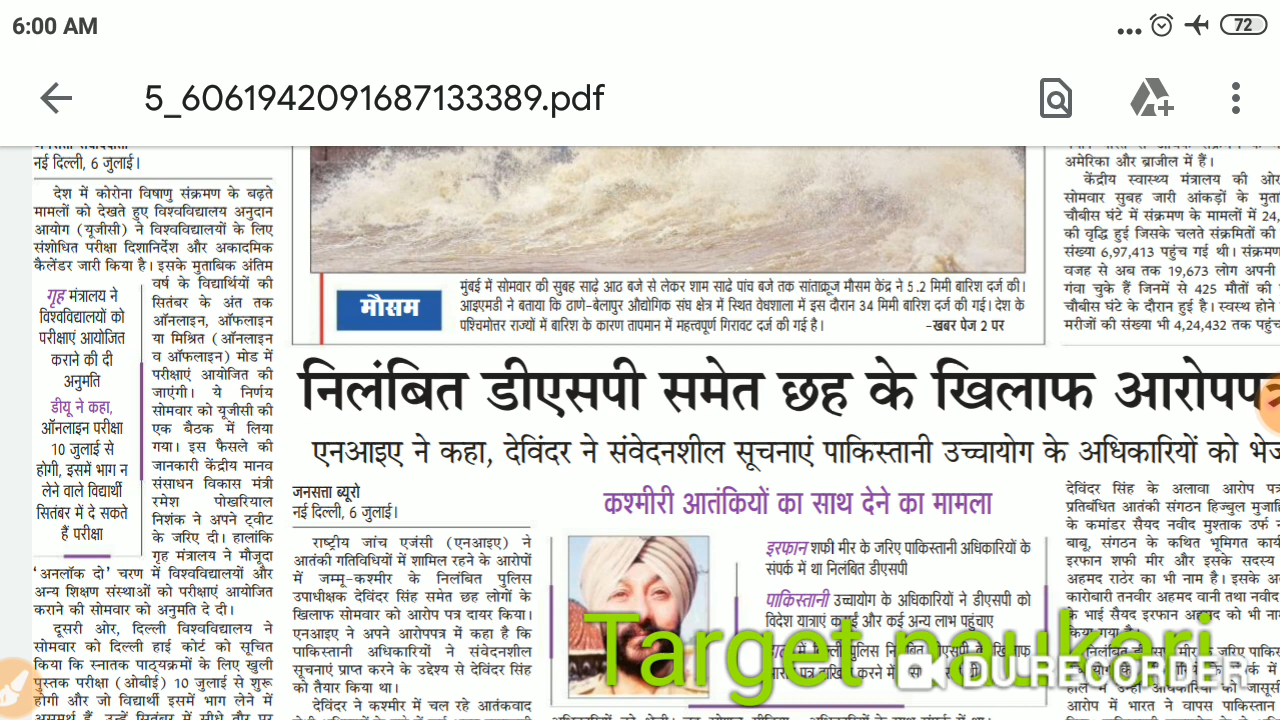 6:00 AM
72
5_6061942091687133389.pdf
नई दिल्ली, 6 जुलाई।
देश में कोरोना विषाणु संक्रमण के बढ़ते
मामलों को देखते हुए विश्वविद्यालय अनुदान
आयोग (यूजीसी) ने विश्वविद्यालयों के लिए
संशोधित परीक्षा दिशानिर्देश और अकादमिक
कैलेंडर जारी किया है। इसके मुताबिक अंतिम
वर्ष के विद्यार्थियों की
सितंबर के अंत तक
ऑनलाइन, ऑफलाइन
या मिश्रित (ऑनलाइन
व ऑफलाइन) मोड में
परीक्षाएं आयोजित की
जाएंगी। ये निर्णय
सोमवार को यूजीसी की
एक बैठक में लिया
गया। इस फैसले की
जानकारी केंद्रीय मानव
संसाधन विकास मंत्री
रमेश पोखरियाल
निशंक ने अपने ट्वीट
के जरिए दी। हालांकि
गृह मंत्रालय ने मौजूदा
'अनलॉक दो' चरण में विश्वविद्यालयों और
अन्य शिक्षण संस्थाओं को परीक्षाएं आयोजित
कराने की सोमवार को अनुमति दे दी।
दूसरी ओर, दिल्ली विश्वविद्यालय ने
सोमवार को दिल्ली हाई कोर्ट को सूचित
किया कि स्नातक पाठ्यक्रमों के लिए खुली
पुस्तक परीक्षा (ओबीई) 10 जुलाई से शुरू
होगी और जो विद्यार्थी इसमें भाग लेने में
असमर्थ हैं, उन्हें सितंबर में सीधे तौर पर
गृह मंत्रालय ने
विश्वविद्यालयों को
परीक्षाएं आयोजित
कराने की दी
अनुमति
डीयू ने कहा,
ऑनलाइन परीक्षा
10 जुलाई से
होगी, इसमें भाग न
लेने वाले विद्यार्थी
सितंबर में दे सकते
हैं परीक्षा
मौसम
मुंबई में सोमवार की सुबह साढ़े आठ बजे से लेकर शाम साढे पांच बजे तक सांताक्रूज मौसम केंद्र ने 5.2 मिमी बारिश दर्ज की।
आइएमडी ने बताया कि ठाणे-बेलापुर औद्योगिक संघ क्षेत्र में स्थित वेधशाला में इस दौरान 34 मिमी बारिश दर्ज की गई। देश के
पश्चिमोत्तर राज्यों में बारिश के कारण तापमान में महत्वपूर्ण गिरावट दर्ज की गई है।
-खबर पेज 2 पर
अमेरिका और ब्राजील में हैं।
केंद्रीय स्वास्थ्य मंत्रालय की ओर
सोमवार सुबह जारी आंकड़ों के मुता
चौबीस घंटे में संक्रमण के मामलों में 24,
की वृद्धि हुई जिसके चलते संक्रमितों की
संख्या 6,97,413 पहुंच गई थी। संक्रमण
वजह से अब तक 19,673 लोग अपनी
गंवा चुके हैं जिनमें से 425 मौतों की
चौबीस घंटे के दौरान हुई है। स्वस्थ होने
मरीजों की संख्या भी 4,24,432 तक पहुंच
निलंबित डीएसपी समेत छह के खिलाफ आरोपप
एनआइए ने कहा, देविंदर ने संवेदनशील सूचनाएं पाकिस्तानी उच्चायोग के अधिकारियों को भेज
जनसत्ता ब्यूरो
नई दिल्ली, 6 जुलाई।
राष्ट्रीय जांच एजंसी (एनआइए) ने
आतंकी गतिविधियों में शामिल रहने के आरोपों
में जम्मू-कश्मीर के निलंबित पुलिस
उपाधीक्षक देविंदर सिंह समेत छह लोगों के
खिलाफ सोमवार को आरोप पत्र दायर किया।
एनआइए ने अपने आरोपपत्र में कहा है कि
पाकिस्तानी अधिकारियों ने संवेदनशील
सूचनाएं प्राप्त करने के उद्देश्य से देविंदर सिंह
को तैयार किया था।
देविंदर ने कश्मीर में चल रहे आतंकवाद
कश्मीरी आतंकियों का साथ देने का मामला
इरफान शफी मीर के जरिए पाकिस्तानी अधिकारियों के
संपर्क में था निलंबित डीएसपी
पाकिस्तानी उच्चायोग के अधिकारियों ने डीएसपी को
विदेश यात्राएं कराईं और कई अन्य लाभ पहुंचाए
देविंदर सिंह के अलावा आरोप पत्र
प्रतिबंधित आतंकी संगठन हिज्बुल मुजाहि
के कमांडर सैयद नवीद मुश्ताक उर्फ न
बाबू, संगठन के कथित भूमिगत कार्य
इरफान शफी मीर और इसके सदस्य
अहमद राठेर का भी नाम है। इसके अ
कारोबारी तनवीर अहमद वानी तथा नवीद
के भाई सैयद इरफान अहमद को भी ना
Target naukari
DU RECORDER